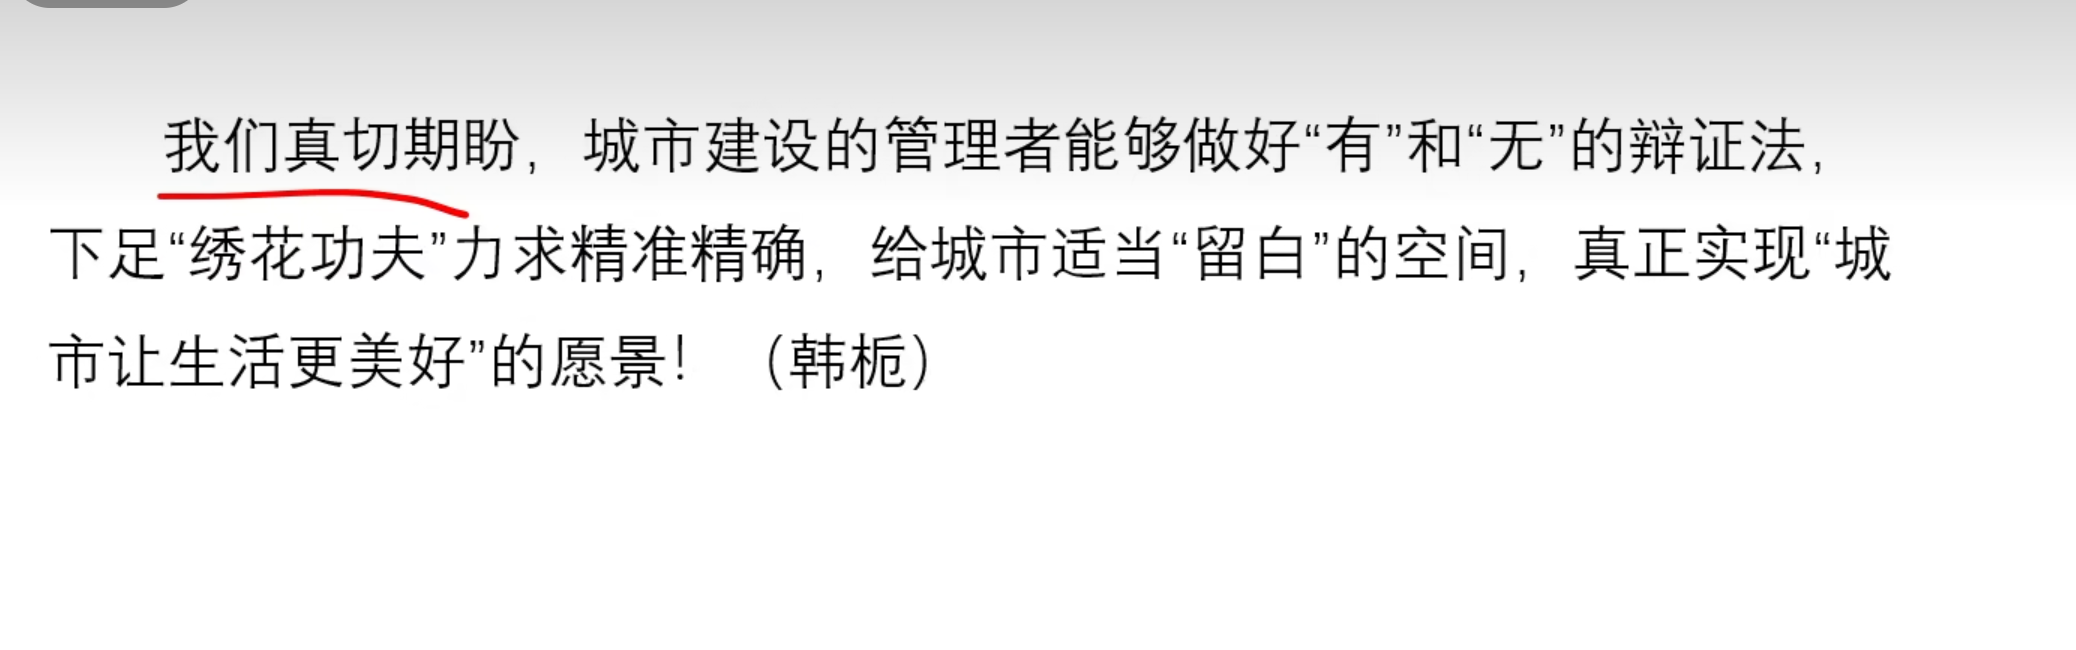 我们真切期盼，城市建设的管理者能够做好“有”和“无”的辩证法，
下足“绣花功夫”力求精准精确，给城市适当“留白”的空间，真正实现“城
市让生活更美好”的愿景！（韩栀）